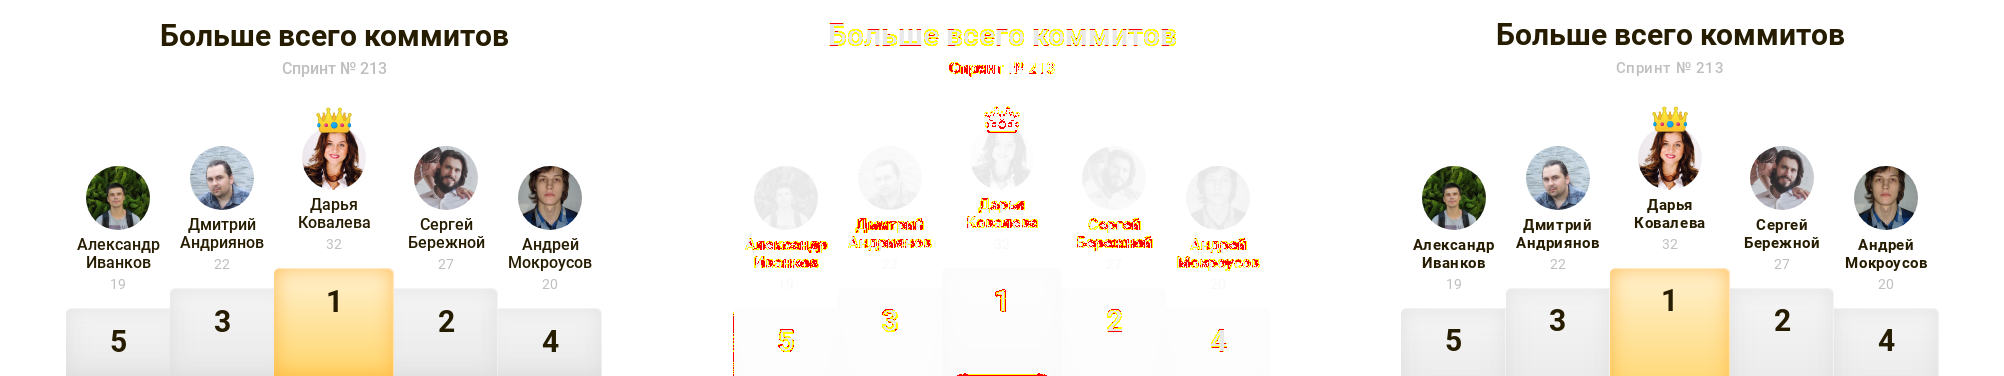 Больше всего коммитов
Спринт № 213
Дарья
Ковалева
32
Дмитрий
Андриянов
22
Сергей
Бережной
27
Александр
Иванков
19
Андрей
Мокроусов
20
5
3
1
2
4
Больше всего коммитов
Спринт № 213
Дарья
Ковалева
32
Дмитрий
Андриянов
Сергей
Бережной
Александр
Иванков
19
Андрей
Мокроусов
20
5
3
1
2
4
Больше всего коммитов
Спринт № 213
Дарья
Ковалева
32
Дмитрий
Андриянов
22
Сергей
Бережной
27
Александр
Иванков
19
Андрей
Мокроусов
20
5
3
1
2
4